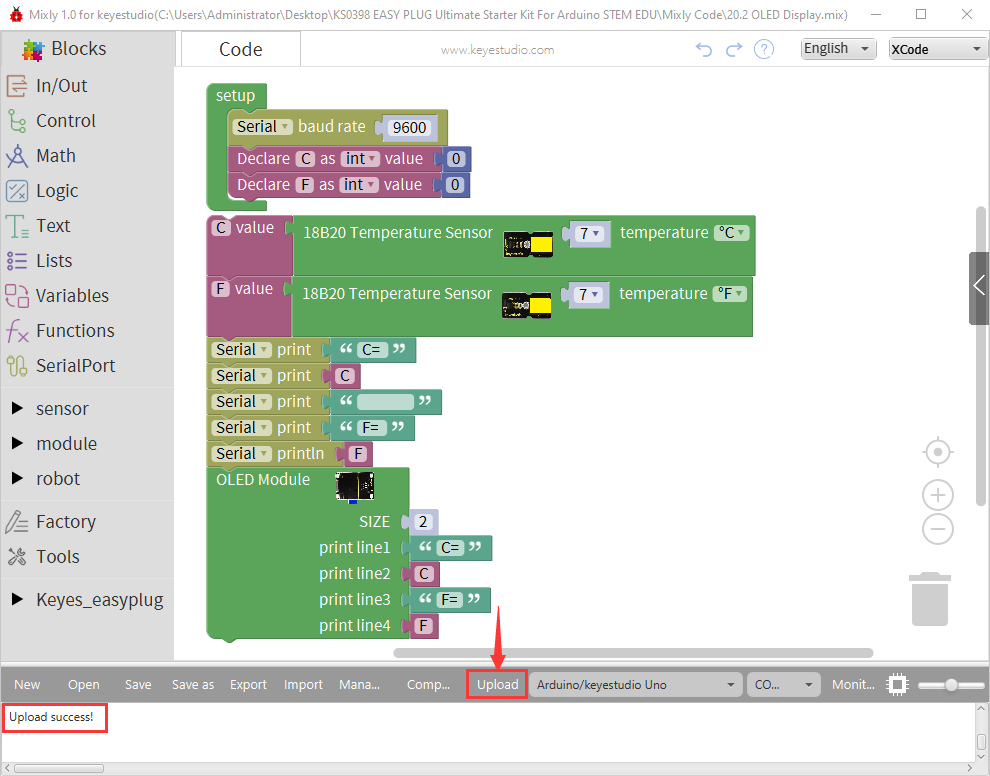 Mixly 1.0 for keyestudio(C:\Users\Administrator\Desktop\KS0398 EASY PLUG Ultimate Starter Kit For Arduino STEM EDU\Mixly Code\20.2 OLED Display.mix)
Blocks
Code
www.keyestudio.com
?
English
XCode
In/Out
Control
Math
Logic
Text
Lists
Variables
Functions
SerialPort
sensor
module
robot
Factory
Tools
Keyes_easyplug
setup
Serial baud rate 9600
Declare C as int value 0
Declare F as int value 0
C value 18B20 Temperature Sensor 7 temperature °C
F value 18B20 Temperature Sensor 7 temperature °F
Serial print “ C= ”
Serial print C
Serial print “ ”
Serial print “ F= ”
Serial println F
OLED Module
SIZE 2
print line1 “ C= ”
print line2 C
print line3 “ F= ”
print line4 F
New Open Save Save as Export Import Mana... Comp... Upload Arduino/keyestudio Uno CO... Monit...
Upload success!